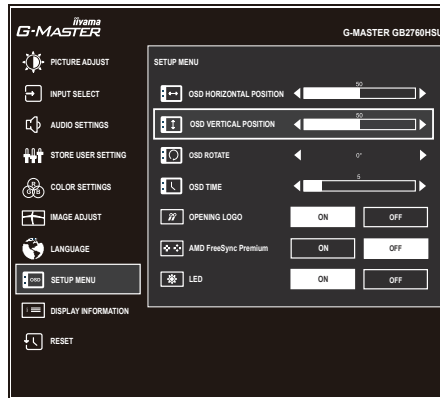 iiyama
G-MASTER
G-MASTER GB2760HSU
PICTURE ADJUST
INPUT SELECT
AUDIO SETTINGS
STORE USER SETTING
COLOR SETTINGS
IMAGE ADJUST
LANGUAGE
OSD SETUP MENU
DISPLAY INFORMATION
RESET
SETUP MENU
OSD HORIZONTAL POSITION 50
OSD VERTICAL POSITION 50
OSD ROTATE 0°
OSD TIME 5
OPENING LOGO ON OFF
AMD FreeSync Premium ON OFF
LED ON OFF